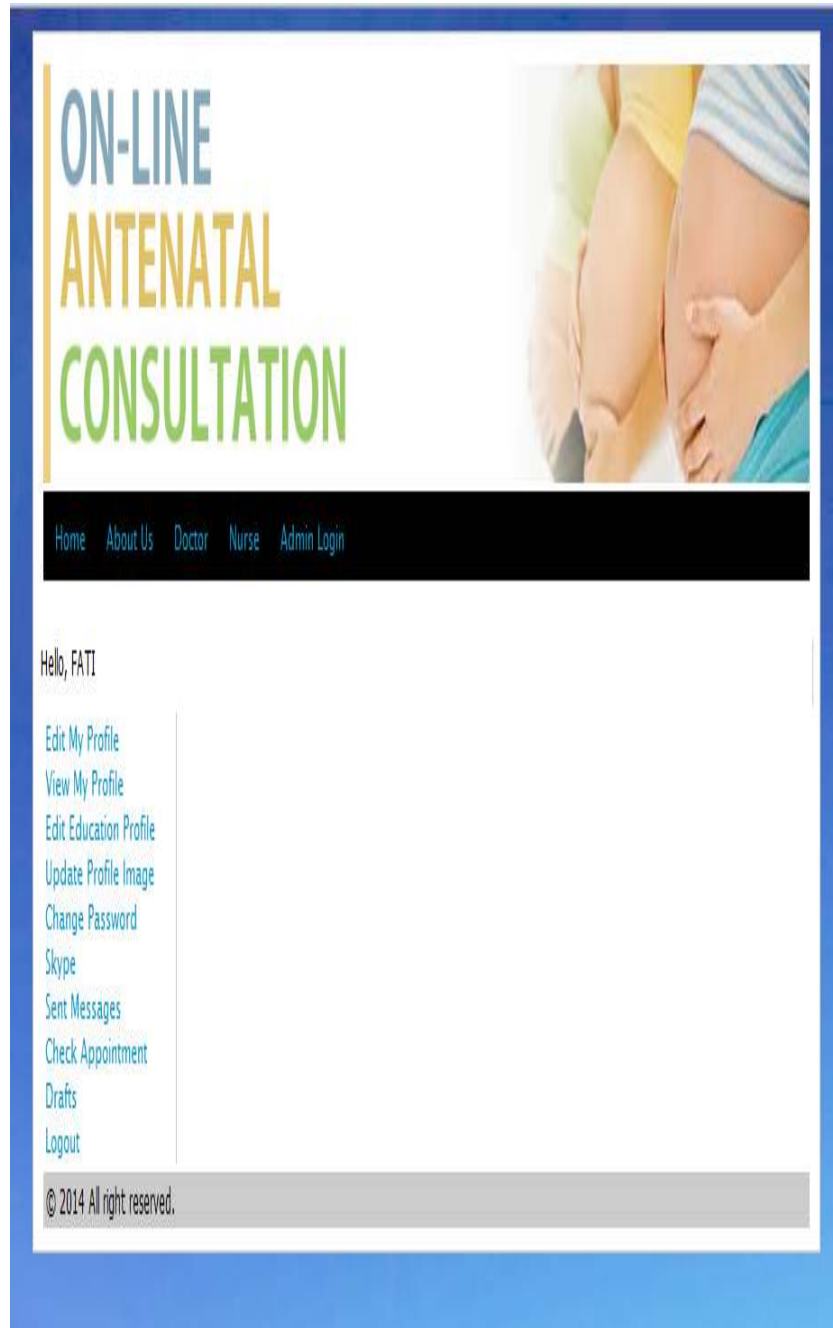 ON-LINE
ANTENATAL
CONSULTATION
Home About Us Doctor Nurse Admin Login
Hello, FATI
Edit My Profile
View My Profile
Edit Education Profile
Update Profile Image
Change Password
Skype
Sent Messages
Check Appointment
Drafts
Logout
© 2014 All right reserved.